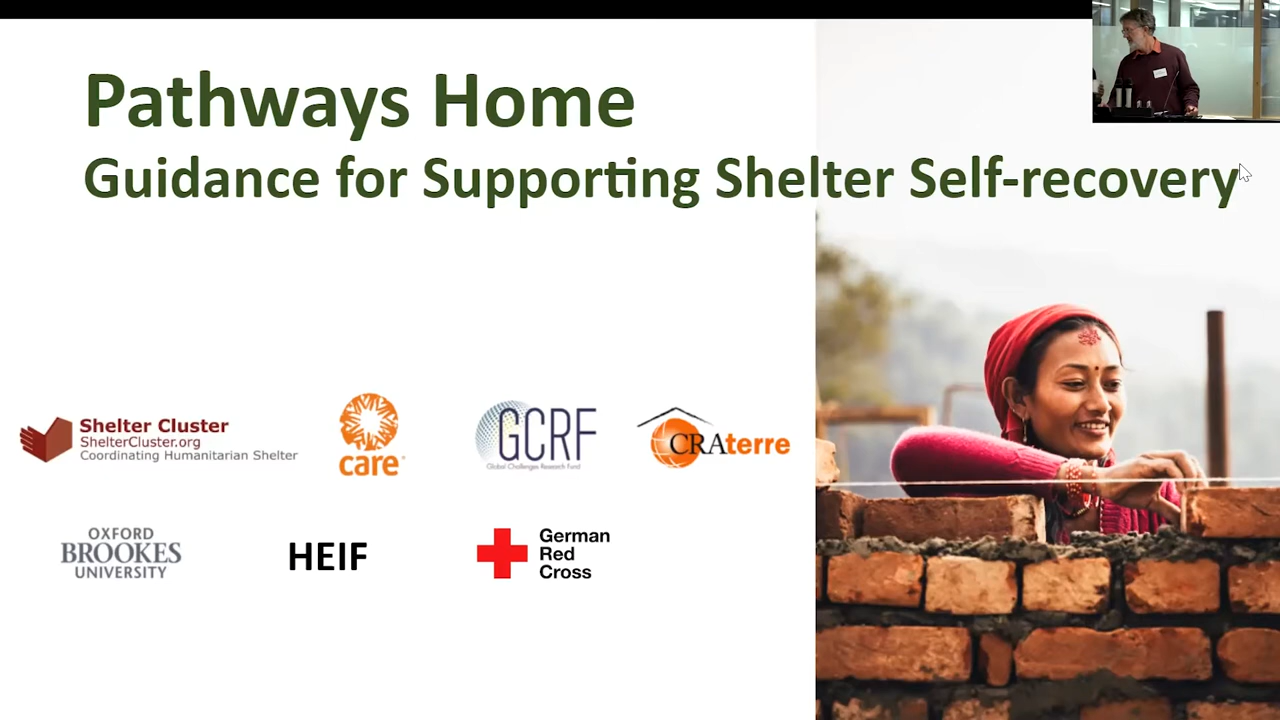 Pathways Home
Guidance for Supporting Shelter Self-recovery
Shelter Cluster
ShelterCluster.org
Coordinating Humanitarian Shelter
care
GCRF
Global Challenges Research Fund
CRAterre
OXFORD
BROOKES
UNIVERSITY
HEIF
German
Red
Cross